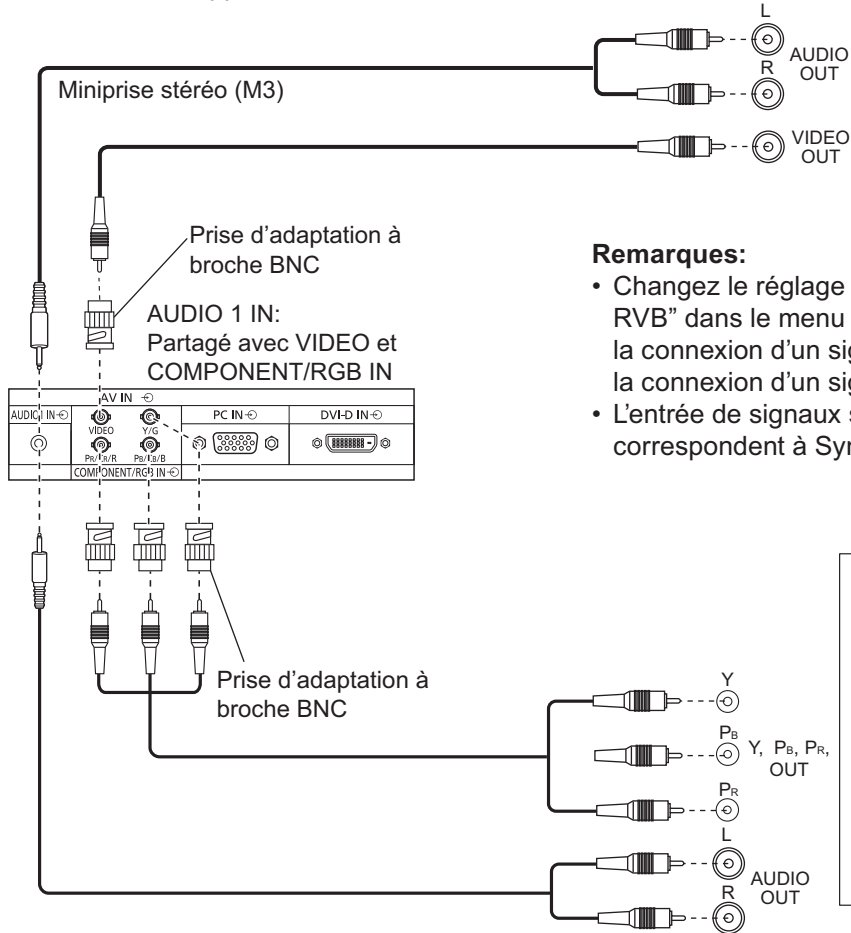 L
AUDIO
OUT
R
Miniprise stéréo (M3)
VIDEO
OUT
Prise d’adaptation à
broche BNC
AUDIO 1 IN:
Partagé avec VIDEO et
COMPONENT/RGB IN
Remarques:
• Changez le réglage
RVB” dans le menu
la connexion d’un sig
la connexion d’un sig
• L’entrée de signaux s
correspondent à Syn
AV IN
AUDIO 1 IN
PC IN
DVI-D IN
VIDEO
Y/G
PR/CR/R
PB/CB/B
COMPONENT/RGB IN
Prise d’adaptation à
broche BNC
Y
PB
Y, PB, PR,
OUT
PR
L
AUDIO
OUT
R